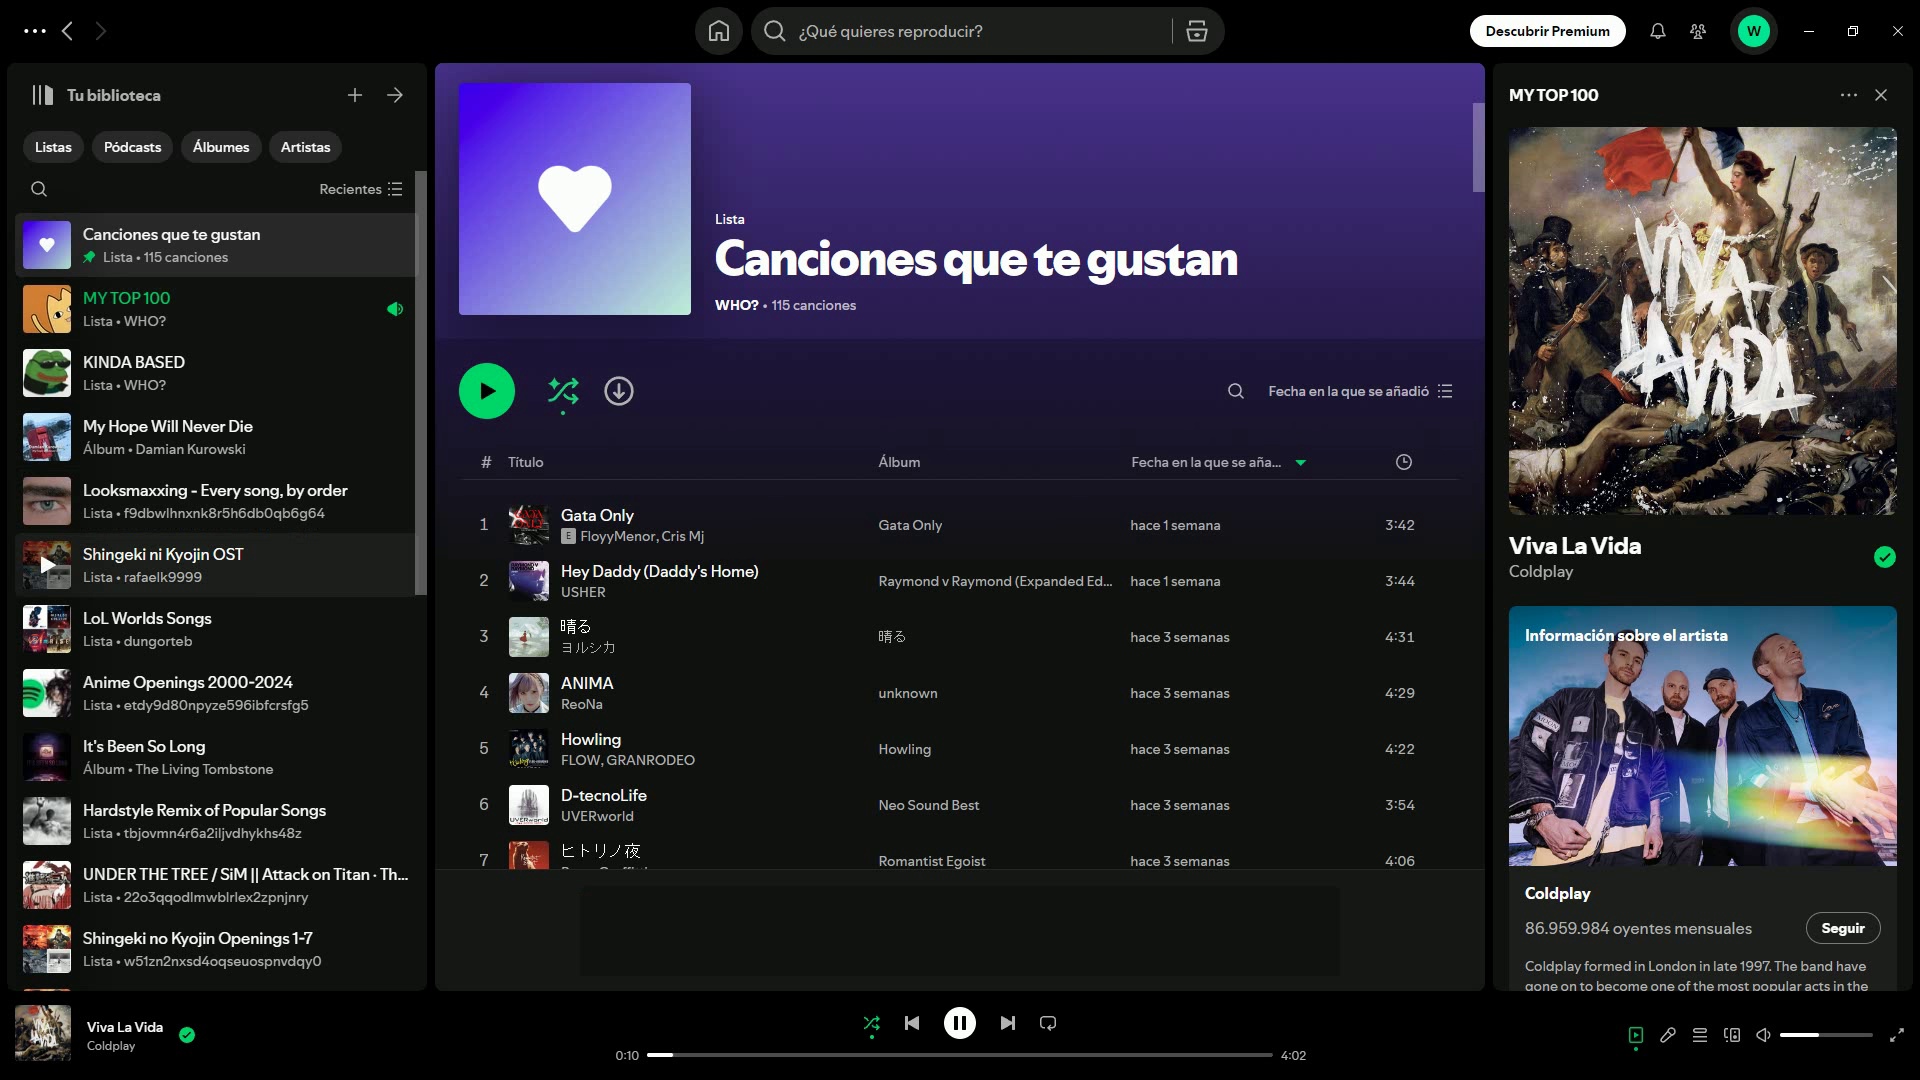 ¿Qué quieres reproducir?
Descubrir Premium
W
Tu biblioteca
Listas
Pódcasts
Álbumes
Artistas
Recientes
Canciones que te gustan
Lista • 115 canciones
MY TOP 100
Lista • WHO?
KINDA BASED
Lista • WHO?
My Hope Will Never Die
Álbum • Damian Kurowski
Looksmaxxing - Every song, by order
Lista • f9dbwlhnxnk8r5h6db0qb6g64
Shingeki ni Kyojin OST
Lista • rafaelk9999
LoL Worlds Songs
Lista • dungorteb
Anime Openings 2000-2024
Lista • etdy9d80npyze596ibfcrsfg5
It's Been So Long
Álbum • The Living Tombstone
Hardstyle Remix of Popular Songs
Lista • tbjovmn4r6a2iljvdhykhs48z
UNDER THE TREE / SiM || Attack on Titan · Th...
Lista • 22o3qqodlmwblrlex2zpnjnry
Shingeki no Kyojin Openings 1-7
Lista • w51zn2nxsd4oqseuospnvdqy0
Lista
Canciones que te gustan
WHO? • 115 canciones
Fecha en la que se añadió
# Título Álbum Fecha en la que se aña...
1 Gata Only Gata Only hace 1 semana 3:42
E FloyyMenor, Cris Mj
2 Hey Daddy (Daddy's Home) Raymond v Raymond (Expanded Ed... hace 1 semana 3:44
USHER
3 晴る 晴る hace 3 semanas 4:31
ヨルシカ
4 ANIMA unknown hace 3 semanas 4:29
ReoNa
5 Howling Howling hace 3 semanas 4:22
FLOW, GRANRODEO
6 D-tecnoLife Neo Sound Best hace 3 semanas 3:54
UVERworld
7 ヒトリノ夜 Romantist Egoist hace 3 semanas 4:06
MY TOP 100
VIVA
LA VIDA
Viva La Vida
Coldplay
Información sobre el artista
Coldplay
86.959.984 oyentes mensuales
Seguir
Coldplay formed in London in late 1997. The band have
gone on to become one of the most popular acts in the
Viva La Vida
Coldplay
0:10
4:02